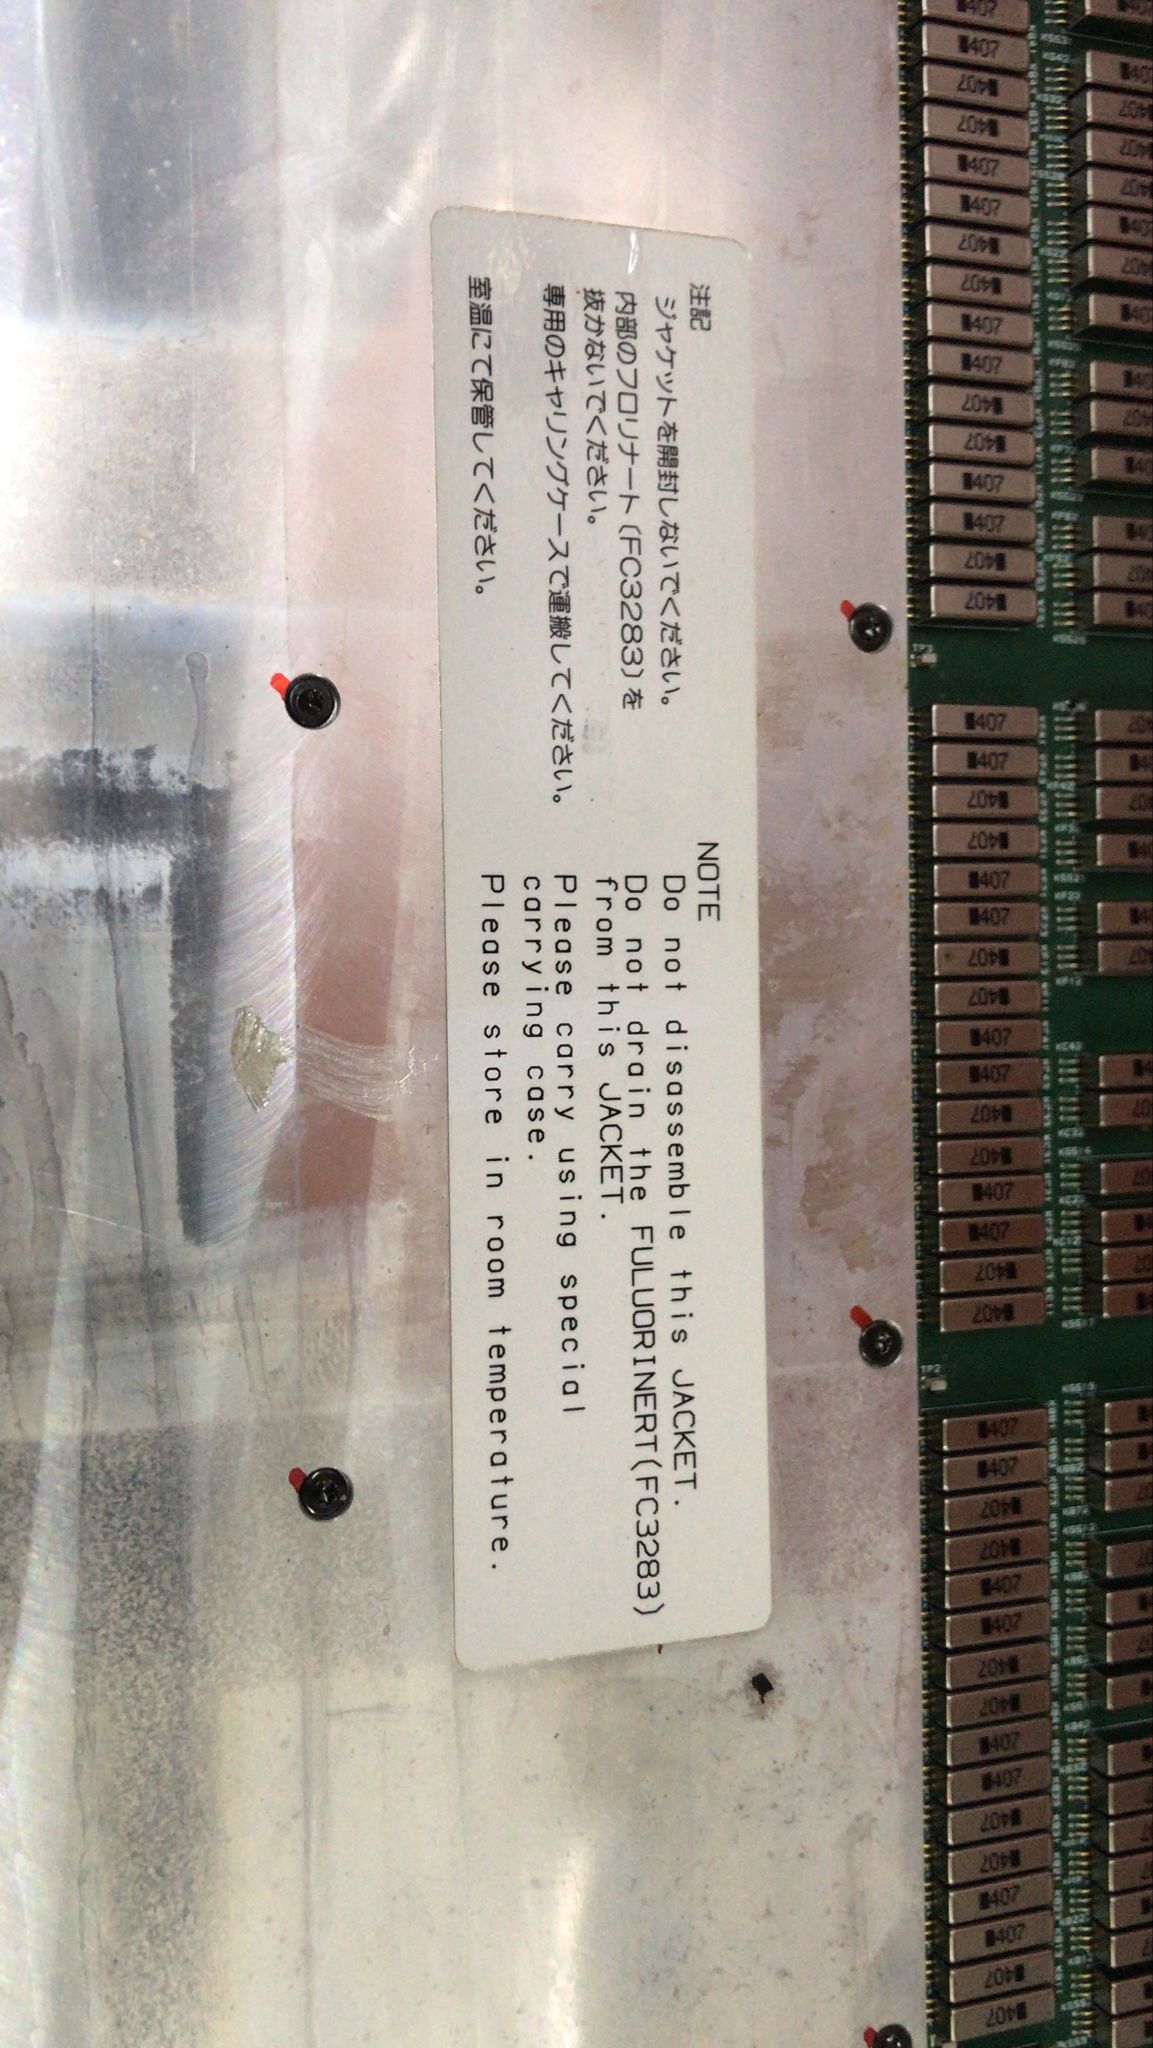 注記
ジャケットを開封しないでください。
内部のフロリナート(FC3283)を
抜かないでください。
専用のキャリングケースで運搬してください。
室温にて保管してください。
NOTE
Do not disassemble this JACKET.
Do not drain the FULUORINERT(FC3283)
from this JACKET.
Please carry using special
carrying case.
Please store in room temperature.
407
TP3
TP2